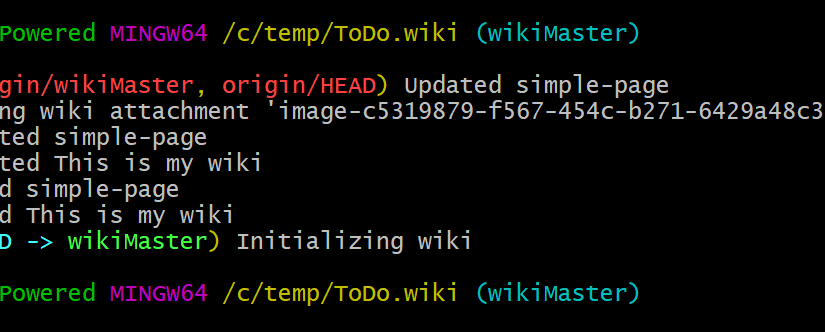 Powered MINGW64 /c/temp/ToDo.wiki (wikiMaster)
gin/wikiMaster, origin/HEAD) Updated simple-page
ng wiki attachment 'image-c5319879-f567-454c-b271-6429a48c3
ted simple-page
ted This is my wiki
d simple-page
d This is my wiki
D -> wikiMaster) Initializing wiki
Powered MINGW64 /c/temp/ToDo.wiki (wikiMaster)